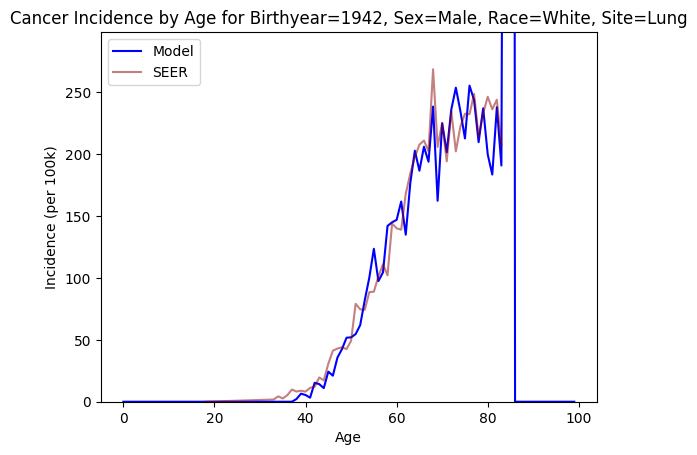 Cancer Incidence by Age for Birthyear=1942, Sex=Male, Race=White, Site=Lung
Model
SEER
Incidence (per 100k)
250
200
150
100
50
0
0 20 40 60 80 100
Age